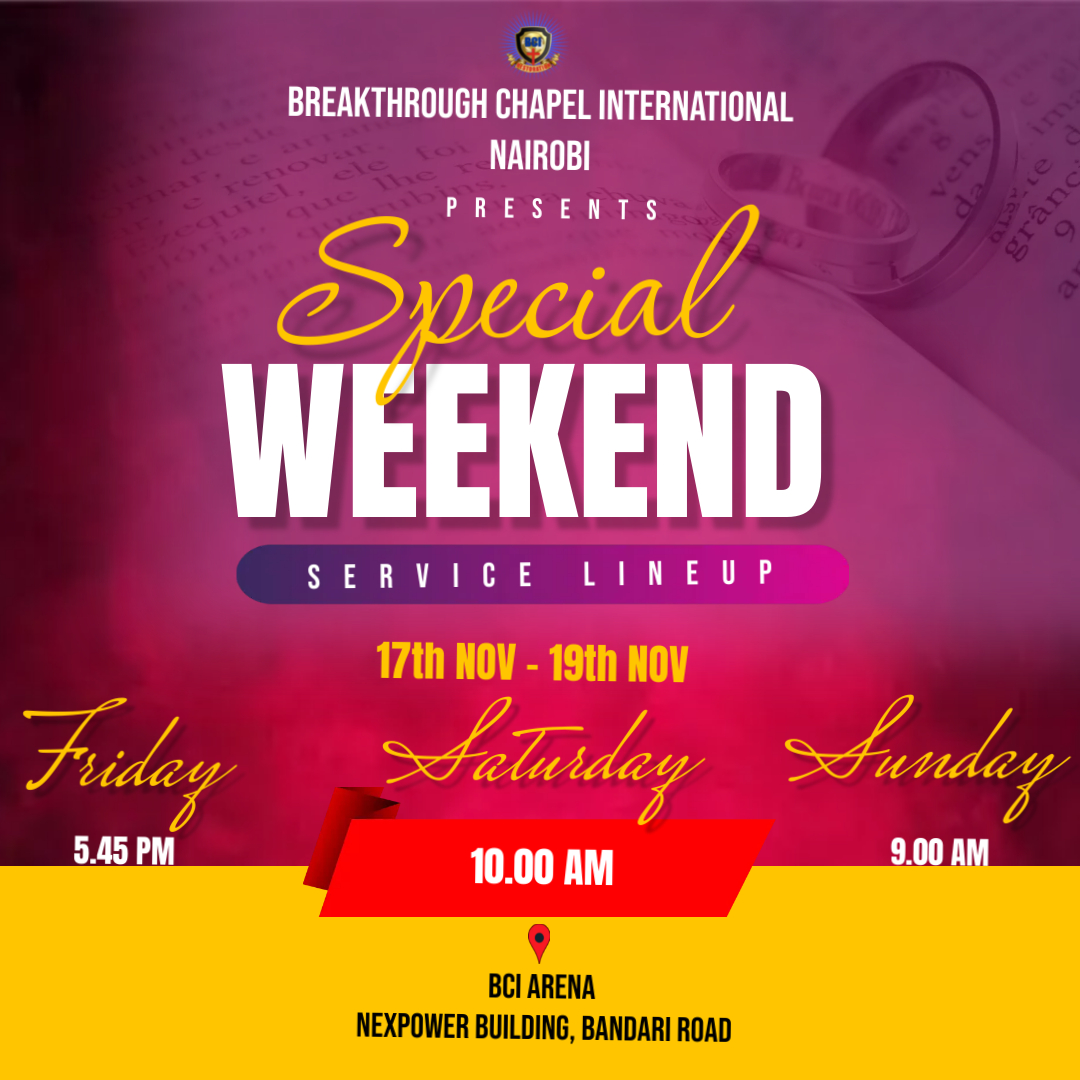 BCI
BREAKTHROUGH CHAPEL INTERNATIONAL
NAIROBI
PRESENTS
Special
WEEKEND
SERVICE LINEUP
17th NOV - 19th NOV
Friday
Saturday
Sunday
5.45 PM
10.00 AM
9.00 AM
BCI ARENA
NEXPOWER BUILDING, BANDARI ROAD